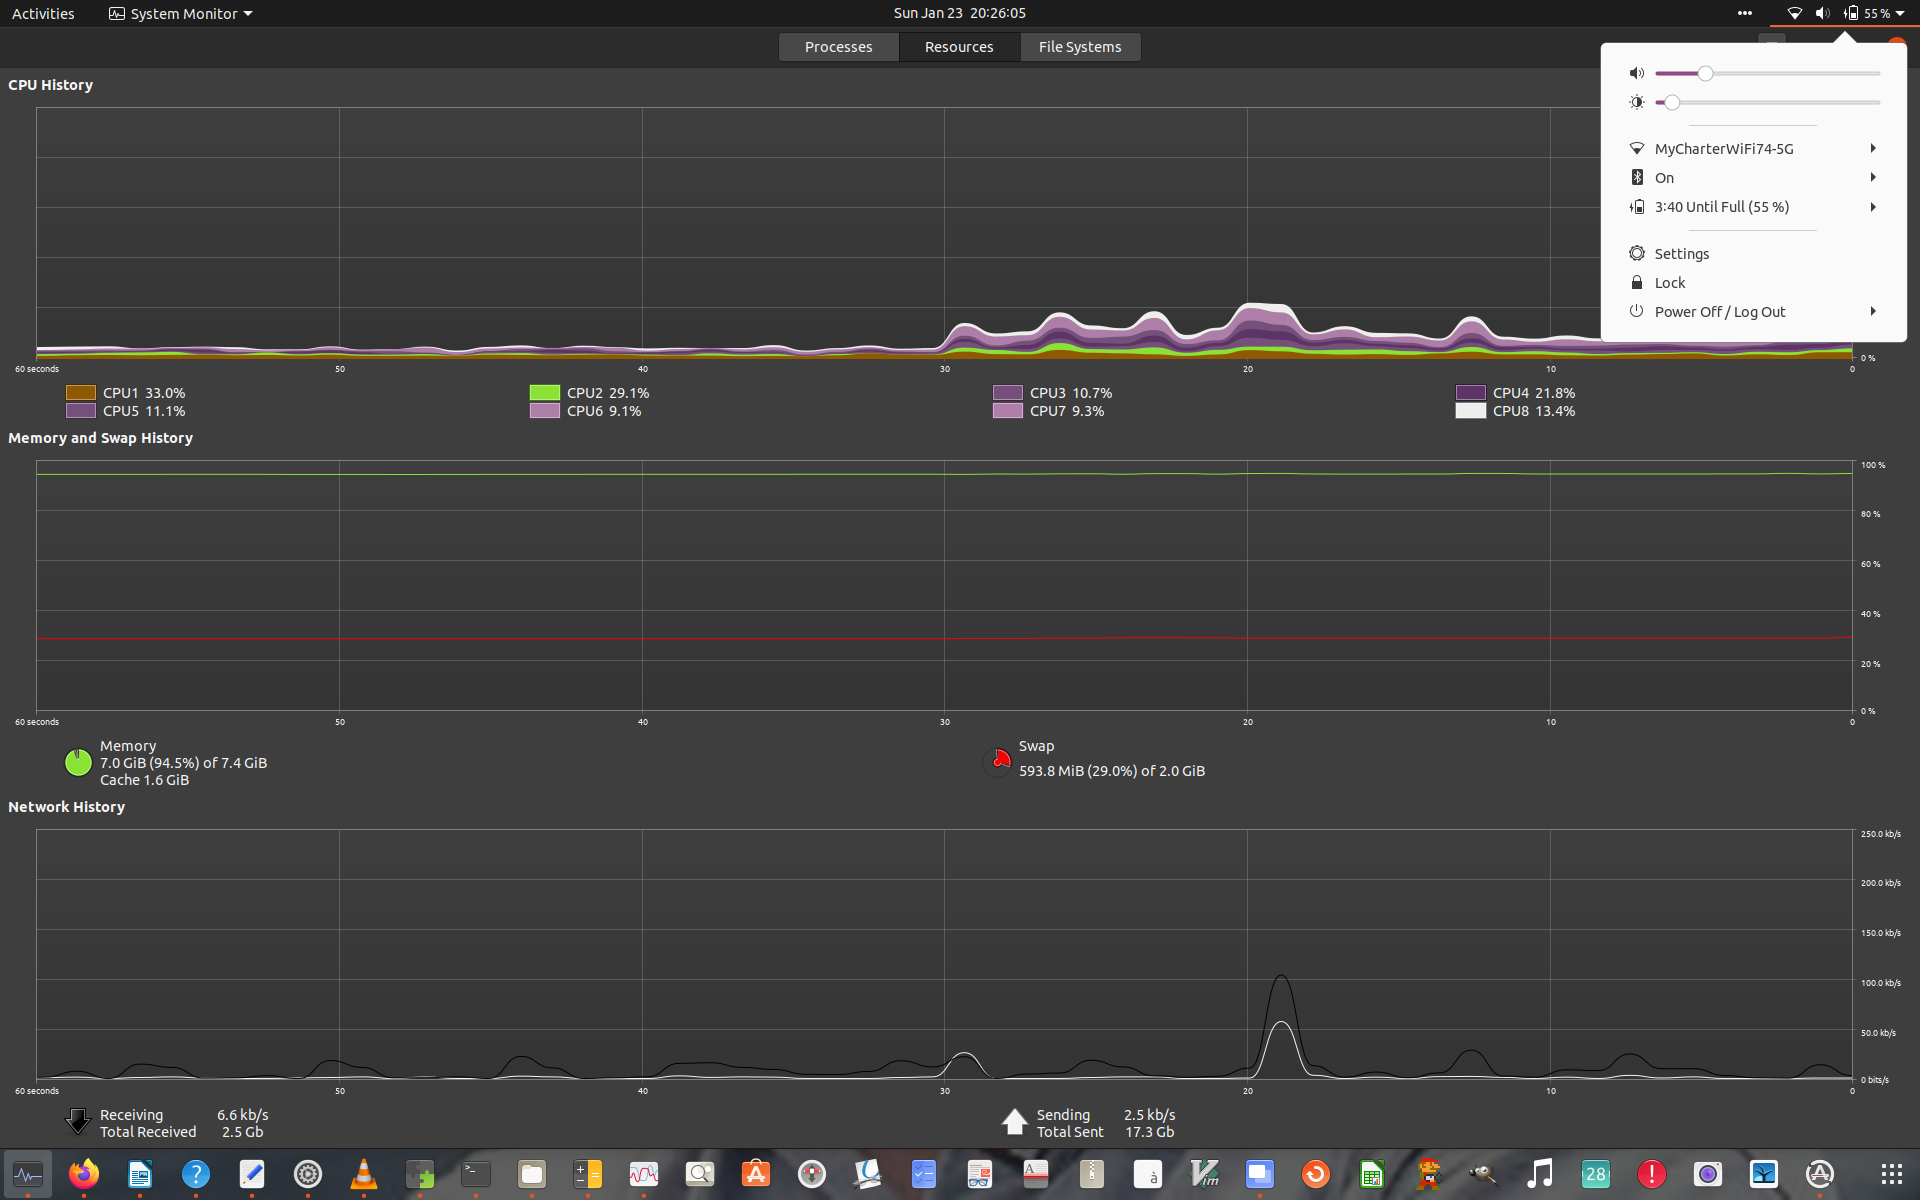 Activities
System Monitor
Sun Jan 23 20:26:05
55 %
Processes
Resources
File Systems
MyCharterWiFi74-5G
On
3:40 Until Full (55 %)
Settings
Lock
Power Off / Log Out
CPU History
0 %
60 seconds
50
40
30
20
10
0
CPU1 33.0%
CPU2 29.1%
CPU3 10.7%
CPU4 21.8%
CPU5 11.1%
CPU6 9.1%
CPU7 9.3%
CPU8 13.4%
Memory and Swap History
100 %
80 %
60 %
40 %
20 %
0 %
60 seconds
50
40
30
20
10
0
Memory
7.0 GiB (94.5%) of 7.4 GiB
Cache 1.6 GiB
Swap
593.8 MiB (29.0%) of 2.0 GiB
Network History
250.0 kb/s
200.0 kb/s
150.0 kb/s
100.0 kb/s
50.0 kb/s
0 bits/s
60 seconds
50
40
30
20
10
0
Receiving 6.6 kb/s
Total Received 2.5 Gb
Sending 2.5 kb/s
Total Sent 17.3 Gb
?
>_
A
à
Vim
28
!
A